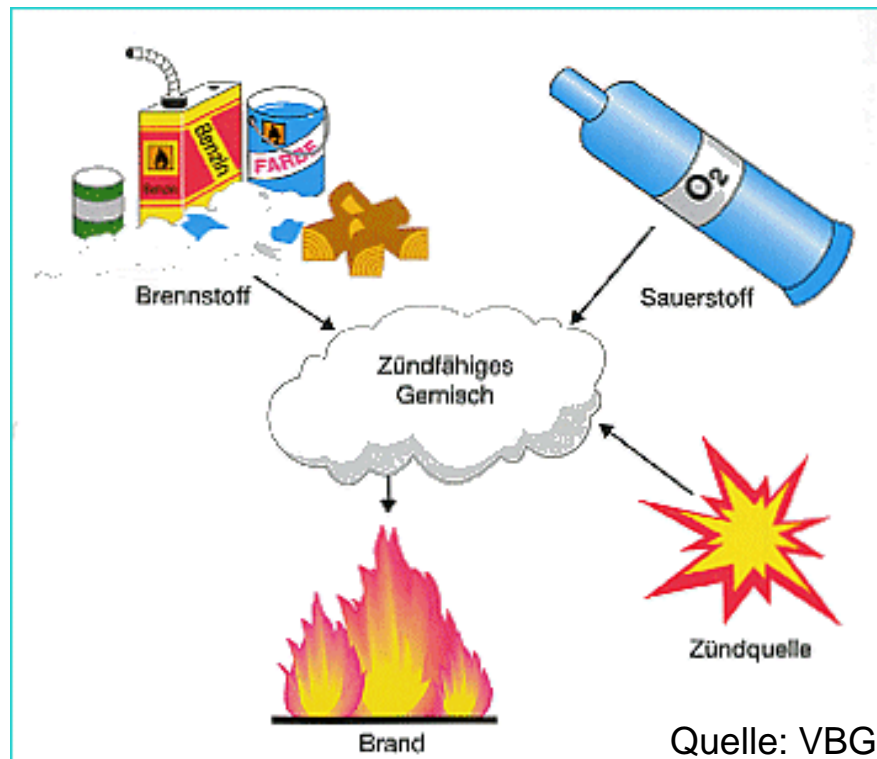 Benzin
Benzin
FARBE
O2
Brennstoff
Sauerstoff
Zündfähiges
Gemisch
Zündquelle
Brand
Quelle: VBG